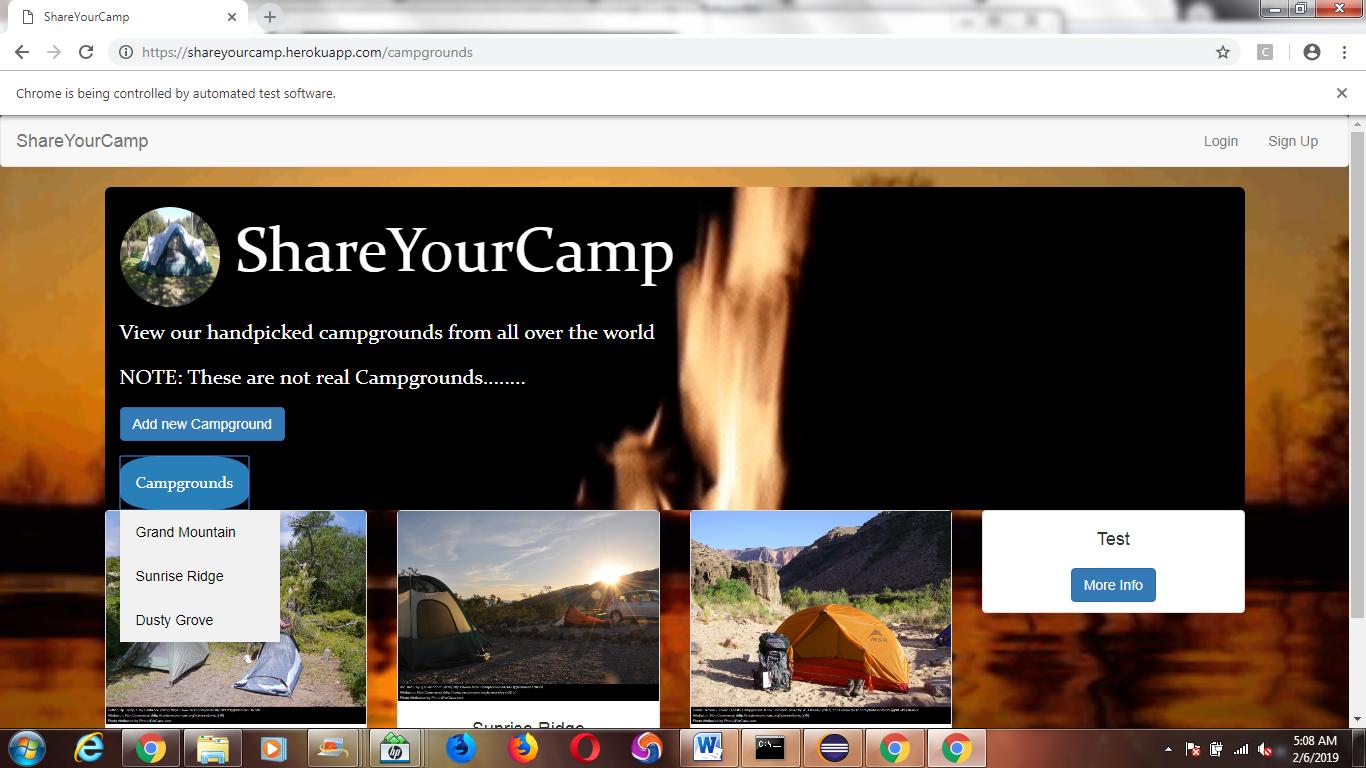 ShareYourCamp
https://shareyourcamp.herokuapp.com/campgrounds
C
Chrome is being controlled by automated test software.
ShareYourCamp
Login
Sign Up
ShareYourCamp
View our handpicked campgrounds from all over the world
NOTE: These are not real Campgrounds........
Add new Campground
Campgrounds
Grand Mountain
Sunrise Ridge
Dusty Grove
Test
More Info
Sunrise Ridge
hp
W
C:\
5:08 AM
2/6/2019